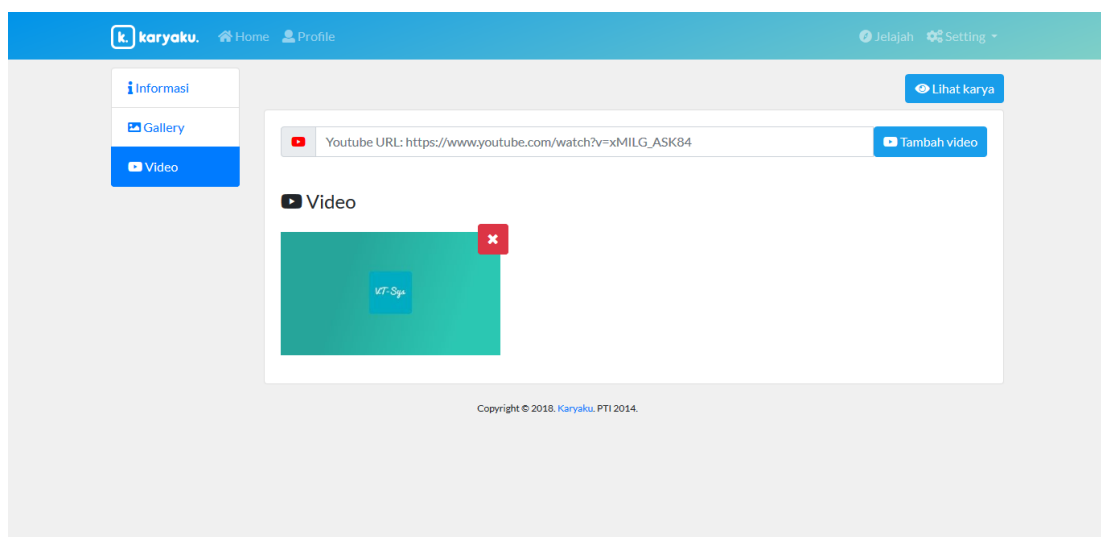 k. karyaku. Home Profile Jelajah Setting
Informasi
Lihat karya
Gallery
Youtube URL: https://www.youtube.com/watch?v=xMILG_ASK84 Tambah video
Video
Video
VT-Sys
Copyright © 2018. Karyaku. PTI 2014.